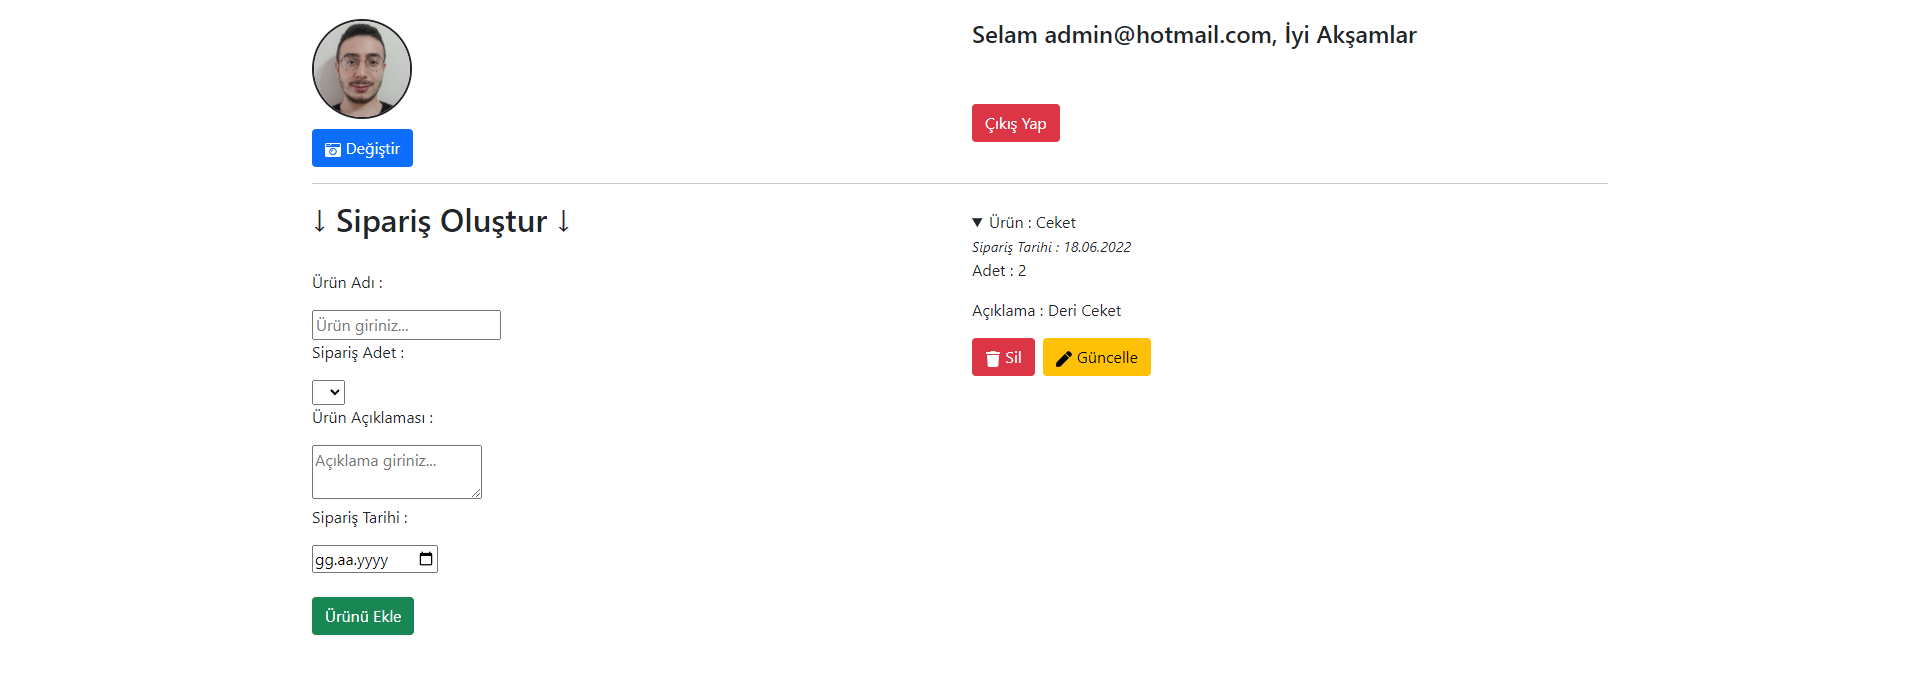 Selam admin@hotmail.com, İyi Akşamlar
Değiştir
Çıkış Yap
↓ Sipariş Oluştur ↓
Ürün Adı :
Ürün giriniz...
Sipariş Adet :
Ürün Açıklaması :
Açıklama giriniz...
Sipariş Tarihi :
gg.aa.yyyy
Ürünü Ekle
▼ Ürün : Ceket
Sipariş Tarihi : 18.06.2022
Adet : 2
Açıklama : Deri Ceket
Sil
Güncelle